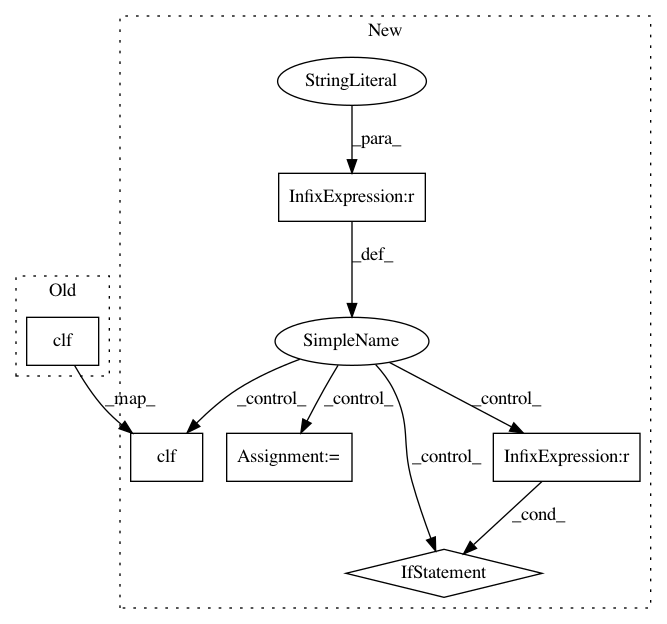 New
StringLiteral
_para_
InfixExpression:r
_def_
Old
clf
SimpleName
_map_
_control_
_control_
_control_
_control_
clf
Assignment:=
InfixExpression:r
_cond_
IfStatement